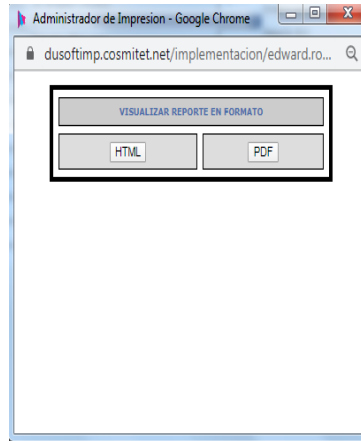 Administrador de Impresion - Google Chrome
dusoftimp.cosmitet.net/implementacion/edward.ro...
VISUALIZAR REPORTE EN FORMATO
HTML PDF